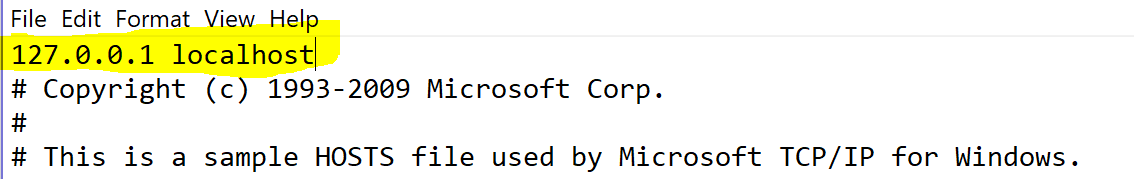 File Edit Format View Help
127.0.0.1 localhost
# Copyright (c) 1993-2009 Microsoft Corp.
#
# This is a sample HOSTS file used by Microsoft TCP/IP for Windows.